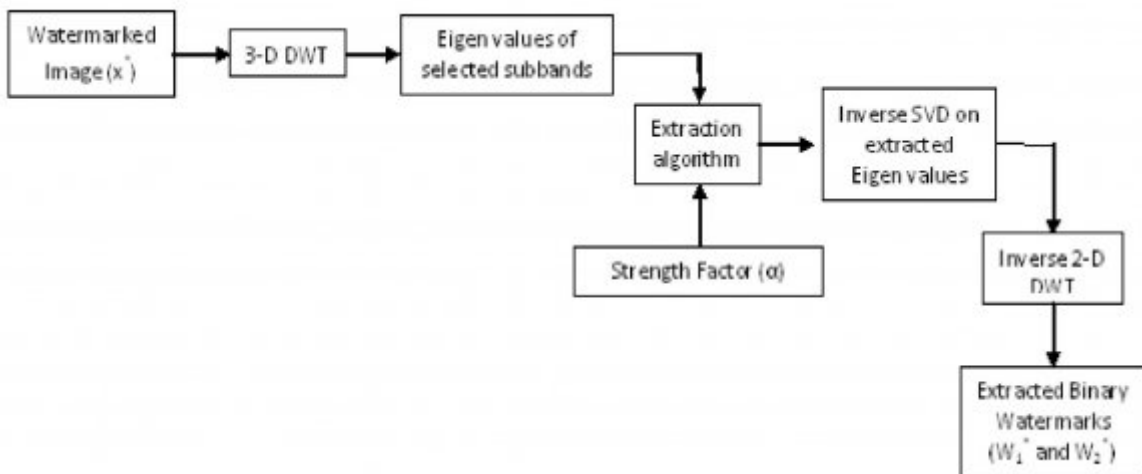 Watermarked
Image (x*)
3-D DWT
Eigen values of
selected subbands
Extraction
algorithm
Inverse SVD on
extracted
Eigen values
Strength Factor (α)
Inverse 2-D
DWT
Extracted Binary
Watermarks
(W₁* and W₂*)